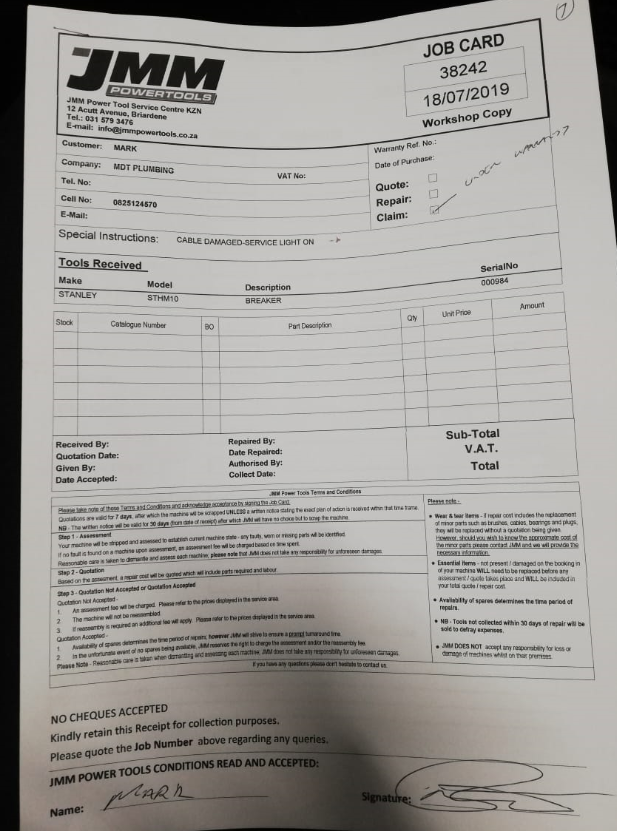 7
JMM
POWERTOOLS
JMM Power Tool Service Centre KZN
12 Acutt Avenue, Briardene
Tel.: 031 579 3476
E-mail: info@jmmpowertools.co.za
JOB CARD
38242
18/07/2019
Workshop Copy
Customer: MARK
Company: MDT PLUMBING VAT No:
Tel. No:
Cell No: 0825124570
E-Mail:
Warranty Ref. No.:
Date of Purchase:
Quote:
Repair:
Claim:
under warranty?
Special Instructions: CABLE DAMAGED-SERVICE LIGHT ON
Tools Received
Make Model Description SerialNo
STANLEY STHM10 BREAKER 000984
Stock Catalogue Number BO Part Description Qty Unit Price Amount
Received By: Repaired By: Sub-Total
Quotation Date: Date Repaired: V.A.T.
Given By: Authorised By: Total
Date Accepted: Collect Date:
JMM Power Tools Terms and Conditions
Please take note of these Terms and Conditions and acknowledge acceptance by signing the Job Card.
Quotations are valid for 7 days, after which the machine will be scrapped UNLESS a written notice stating the exact plan of action is received within that time frame.
NB - The written notice will be valid for 30 days (from date of receipt) after which JMM will have no choice but to scrap the machine.
Step 1 - Assessment
Your machine will be stripped and assessed to establish current machine state - any faulty, worn or missing parts will be identified
If no fault is found on a machine upon assessment, an assessment fee will be charged based on time spent.
Reasonable care is taken to dismantle and assess each machine; please note that JMM does not take any responsibility for unforeseen damages.
Step 2 - Quotation
Based on the assessment, a repair cost will be quoted which will include parts required and labour
Step 3 - Quotation Not Accepted or Quotation Accepted
Quotation Not Accepted:-
1. An assessment fee will be charged. Please refer to the prices displayed in the service area.
2. The machine will not be reassembled.
3. If reassembly is required an additional fee will apply. Please refer to prices displayed in the service area.
Quotation Accepted:-
1. Availability of spares determines the time period of repairs, however JMM will strive to ensure a prompt turnaround time.
2. In the unfortunate event of no spares being available, JMM reserves the right to charge the assessment and/or the reassembly fee.
Please Note - Reasonable care is taken when dismantling and assessing each machine; JMM does not take any responsibility for unforeseen damages.
If you have any questions please don't hesitate to contact us.
Please note.-
• Wear & tear items - if repair cost includes the replacement
of minor parts such as brushes, cables, bearings and plugs,
they will be replaced without a quotation being given.
However, should you wish to know the approximate cost of
the minor parts please contact JMM and we will provide the
necessary information.
• Essential Items - not present / damaged on the booking in
of your machine WILL need to be replaced before any
assessment / quote takes place and WILL be included in
your total quote / repair cost.
• Availability of spares determines the time period of
repairs.
• NB - Tools not collected within 30 days of repair will be
sold to defray expenses.
• JMM DOES NOT accept any responsibility for loss or
damage of machines whilst on their premises.
NO CHEQUES ACCEPTED
Kindly retain this Receipt for collection purposes.
Please quote the Job Number above regarding any queries.
JMM POWER TOOLS CONDITIONS READ AND ACCEPTED:
Name: MARK Signature: